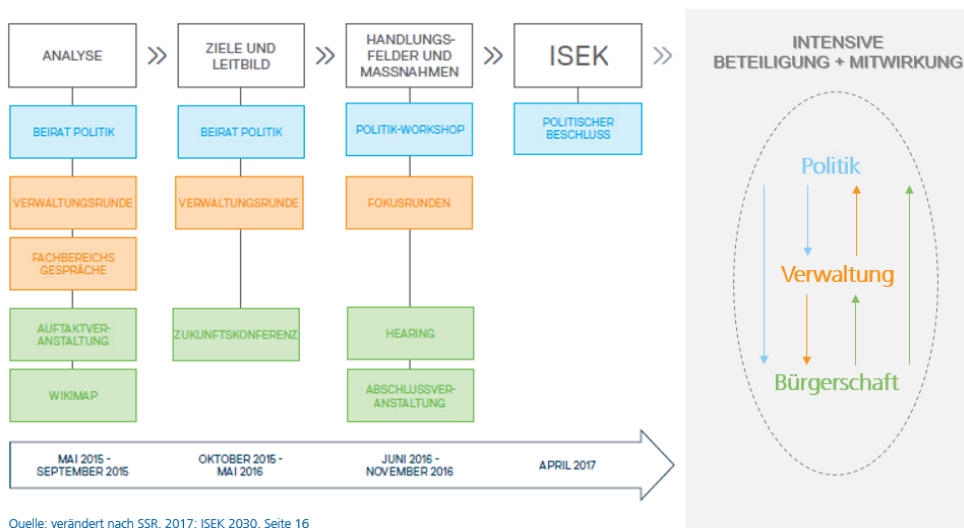 ANALYSE
ZIELE UND
LEITBILD
HANDLUNGS-
FELDER UND
MASSNAHMEN
ISEK
BEIRAT POLITIK
BEIRAT POLITIK
POLITIK-WORKSHOP
POLITISCHER
BESCHLUSS
VERWALTUNGSRUNDE
VERWALTUNGSRUNDE
FOKUSRUNDEN
FACHBEREICHS
GESPRÄCHE
AUFTAKTVER-
ANSTALTUNG
ZUKUNFTSKONFERENZ
HEARING
WIKIMAP
ABSCHLUSSVER-
ANSTALTUNG
MAI 2015 -
SEPTEMBER 2015
OKTOBER 2015 -
MAI 2016
JUNI 2016 -
NOVEMBER 2016
APRIL 2017
INTENSIVE
BETEILIGUNG + MITWIRKUNG
Politik
Verwaltung
Bürgerschaft
Quelle: verändert nach SSR, 2017: ISEK 2030, Seite 16